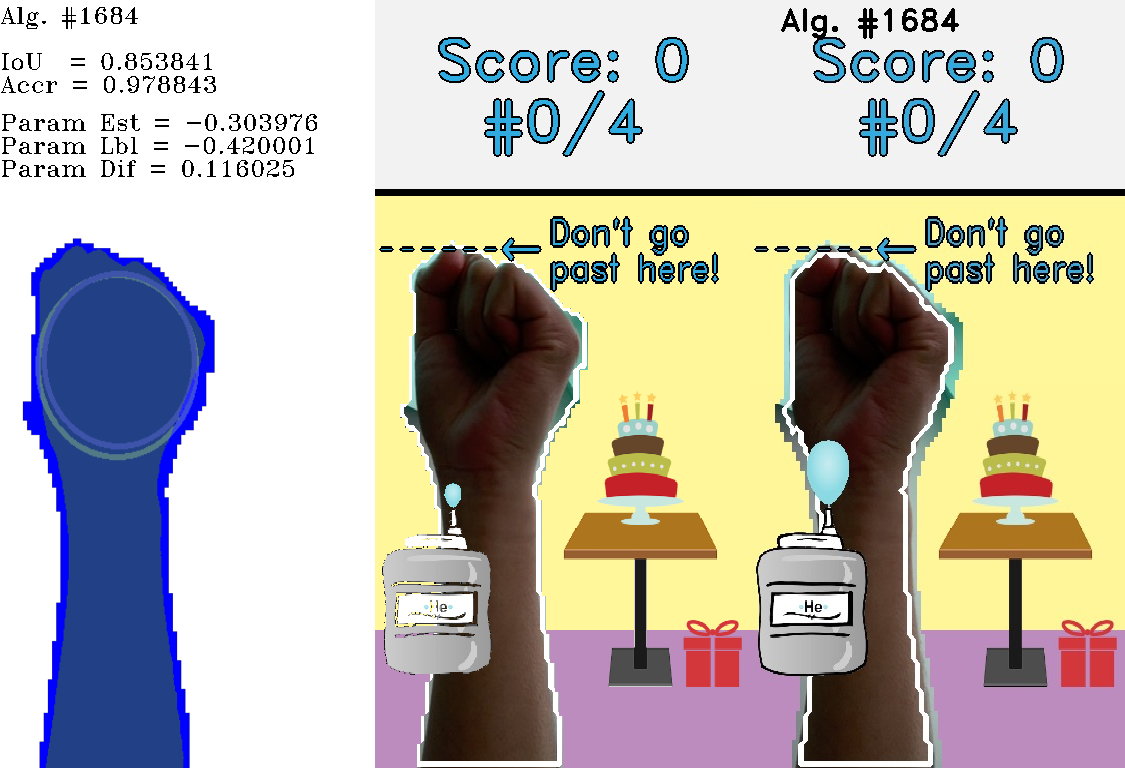 Alg. #1684
IoU = 0.853841
Accr = 0.978843
Param Est = -0.303976
Param Lbl = -0.420001
Param Dif = 0.116025
Score: 0
#0/4
Don't go
past here!
He
Alg. #1684
Score: 0
#0/4
Don't go
past here!
He